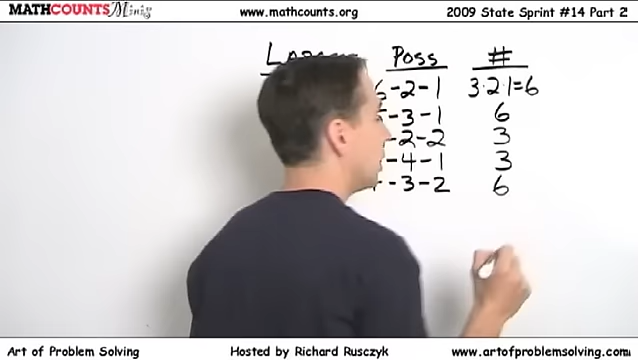 MATHCOUNTS Minis
www.mathcounts.org
2009 State Sprint #14 Part 2
Poss #
6-2-1 3·2·1=6
-3-1 6
-2-2 3
-4-1 3
-3-2 6
Art of Problem Solving
Hosted by Richard Rusczyk
www.artofproblemsolving.com